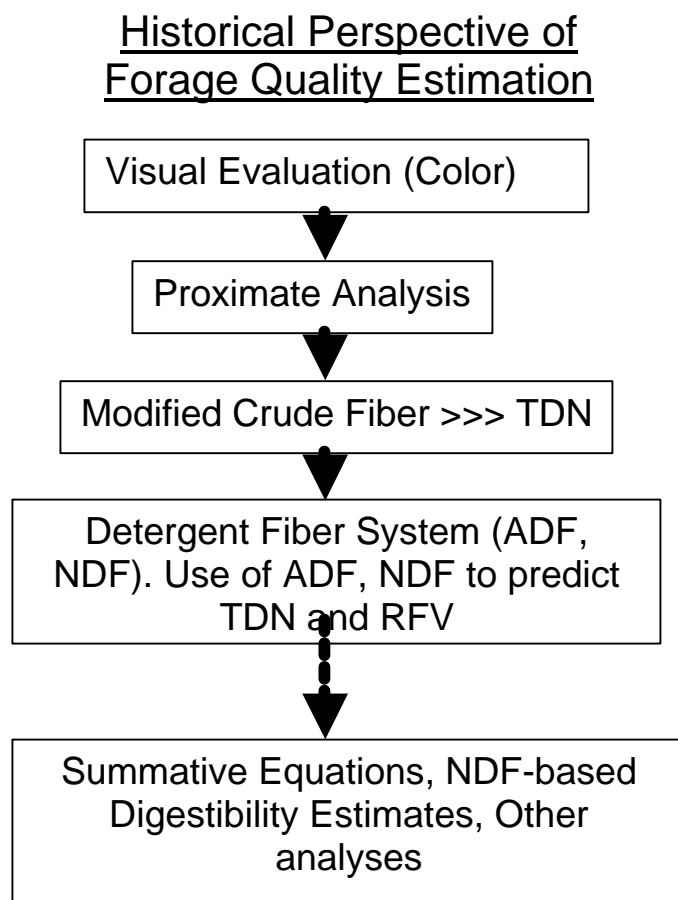 Historical Perspective of
Forage Quality Estimation
Visual Evaluation (Color)
Proximate Analysis
Modified Crude Fiber >>> TDN
Detergent Fiber System (ADF,
NDF). Use of ADF, NDF to predict
TDN and RFV
Summative Equations, NDF-based
Digestibility Estimates, Other
analyses